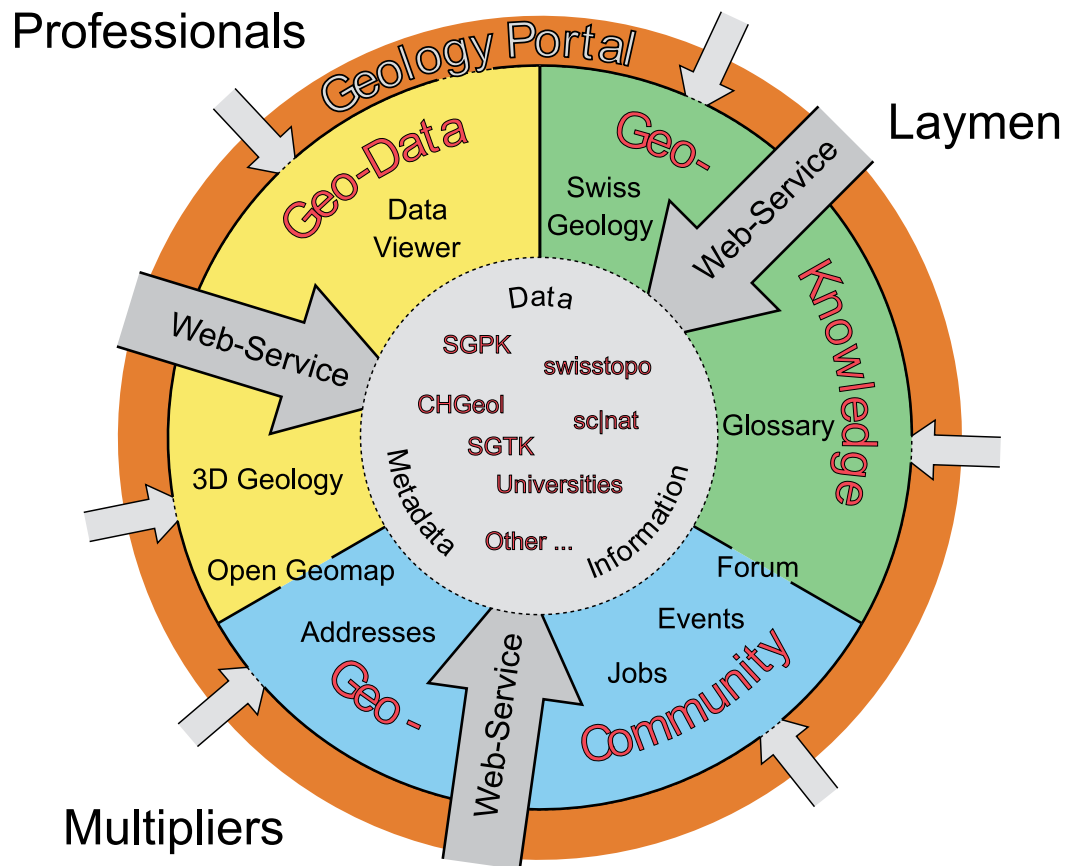 Professionals
Geology Portal
Laymen
Geo-Data
Data
Viewer
Geo-
Knowledge
Swiss
Geology
Web-Service
Web-Service
Data
SGPK
swisstopo
CHGeol
sc|nat
SGTK
Universities
Other ...
Metadata
Information
Glossary
3D Geology
Open Geomap
Forum
Addresses
Events
Jobs
Geo-
Community
Web-Service
Multipliers